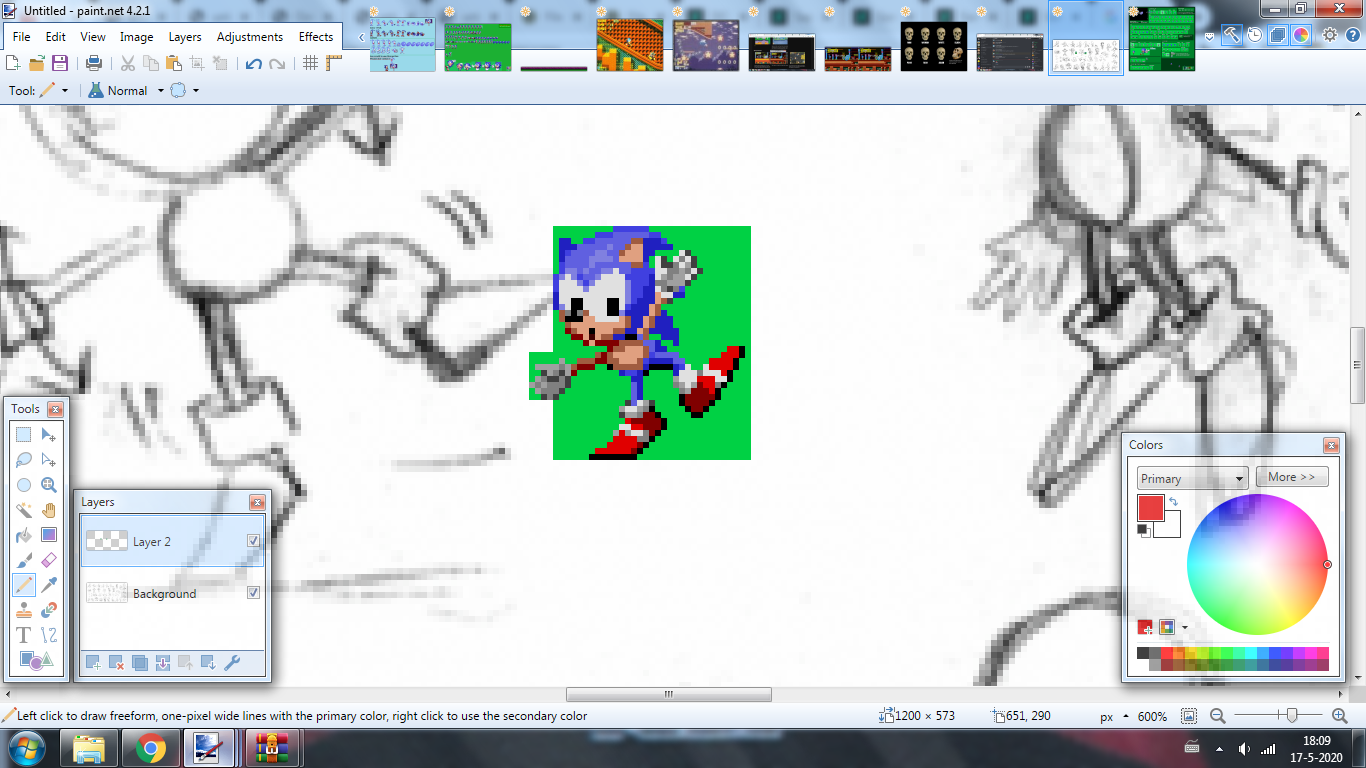 Untitled - paint.net 4.2.1
File Edit View Image Layers Adjustments Effects
Tool: Normal
Tools
Layers
Layer 2
Background
Colors
Primary
More >>
Left click to draw freeform, one-pixel wide lines with the primary color, right click to use the secondary color
1200 × 573
651, 290
px
600%
18:09
17-5-2020